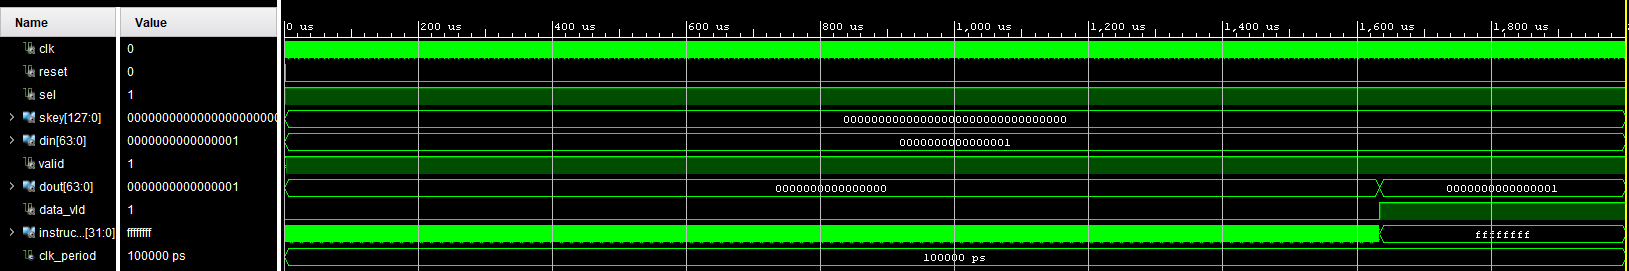 Name Value
0 us 200 us 400 us 600 us 800 us 1,000 us 1,200 us 1,400 us 1,600 us 1,800 us
clk 0
reset 0
sel 1
skey[127:0] 0000000000000000000000 00000000000000000000000000000000
din[63:0] 0000000000000001 0000000000000001
valid 1
dout[63:0] 0000000000000001 0000000000000000 0000000000000001
data_vld 1
instruc...[31:0] ffffffff ffffffff
clk_period 100000 ps 100000 ps